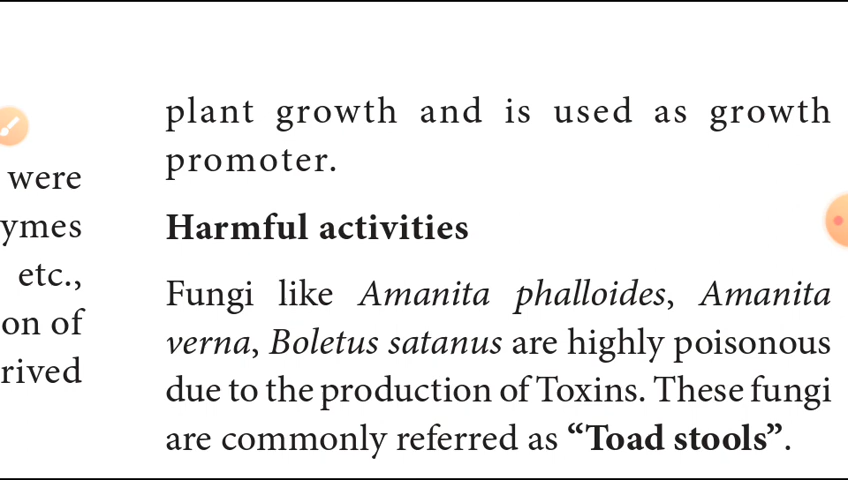 were
ymes
etc.,
on of
rived
plant growth and is used as growth
promoter.
Harmful activities
Fungi like Amanita phalloides, Amanita
verna, Boletus satanus are highly poisonous
due to the production of Toxins. These fungi
are commonly referred as “Toad stools”.